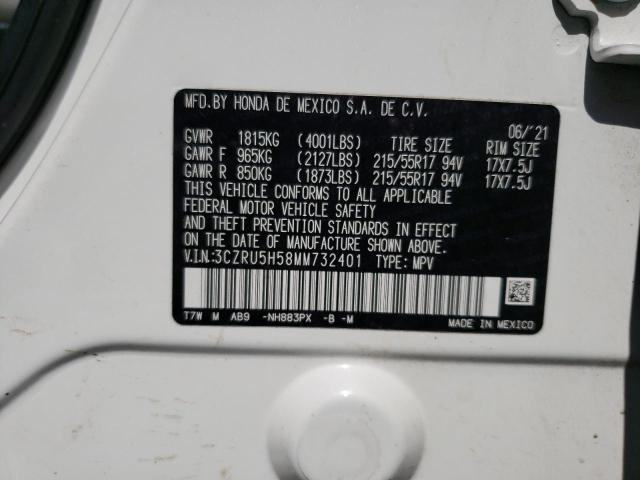 MFD.BY HONDA DE MEXICO S.A. DE C.V.
06/'21
GVWR 1815KG (4001LBS) TIRE SIZE RIM SIZE
GAWR F 965KG (2127LBS) 215/55R17 94V 17X7.5J
GAWR R 850KG (1873LBS) 215/55R17 94V 17X7.5J
THIS VEHICLE CONFORMS TO ALL APPLICABLE
FEDERAL MOTOR VEHICLE SAFETY
AND THEFT PREVENTION STANDARDS IN EFFECT
ON THE DATE OF MANUFACTURE SHOWN ABOVE.
V.I.N.:3CZRU5H58MM732401 TYPE: MPV
T7W M AB9 -NH883PX -B -M
MADE IN MEXICO